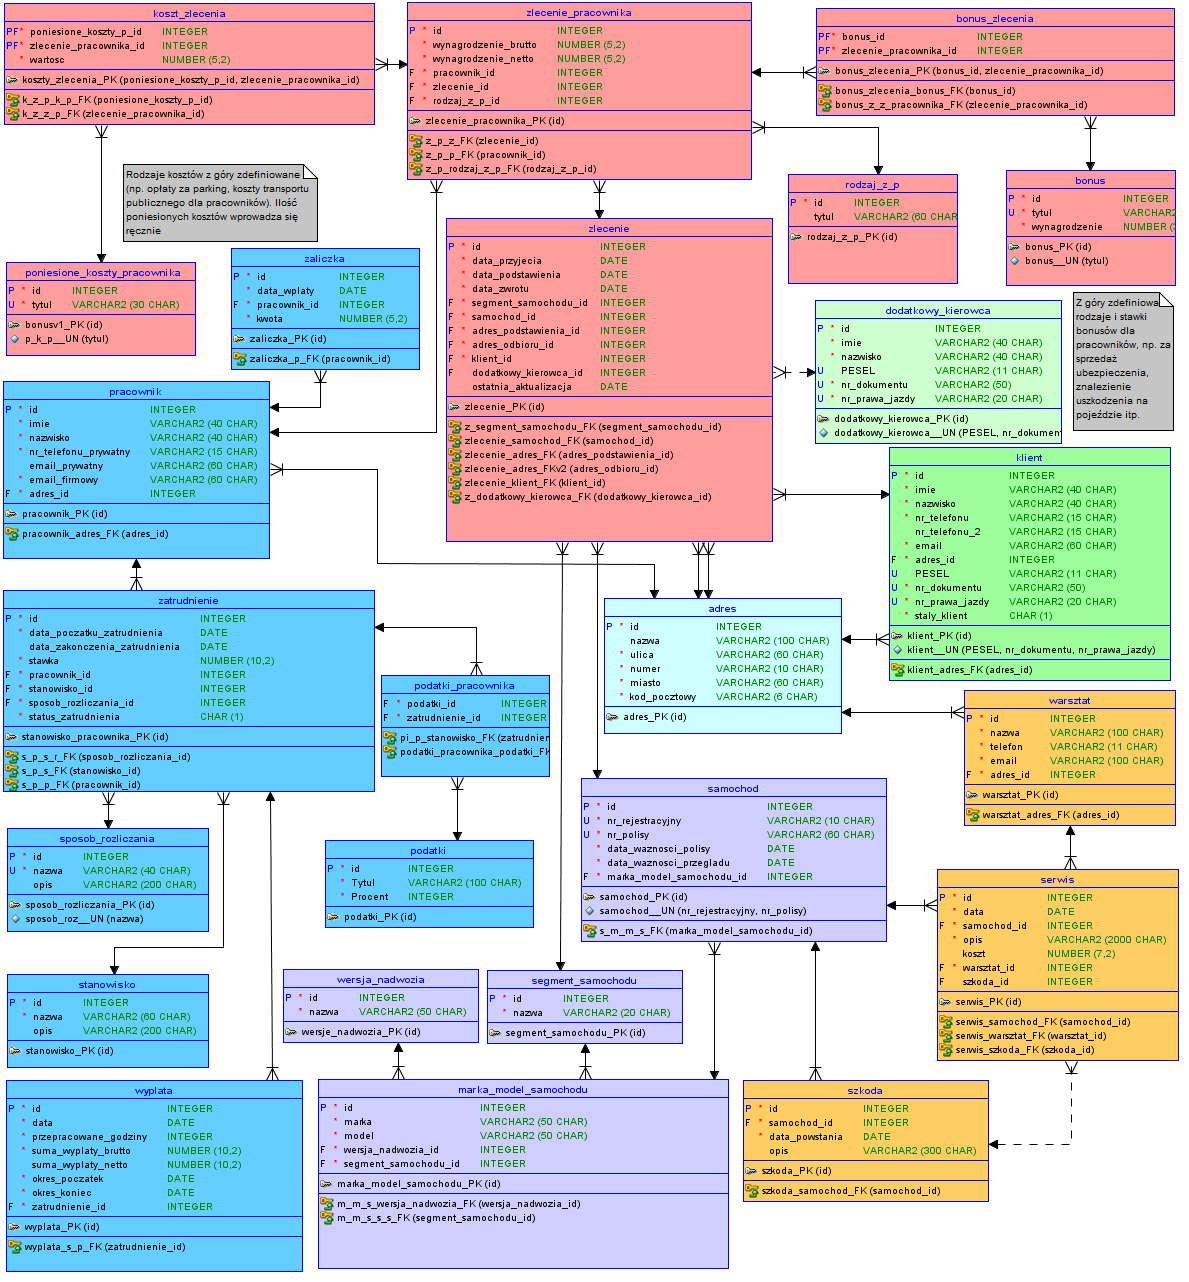 koszt_zlecenia
PF* poniesione_koszty_p_id INTEGER
PF* zlecenie_pracownika_id INTEGER
* wartosc NUMBER (5,2)
koszty_zlecenia_PK (poniesione_koszty_p_id, zlecenie_pracownika_id)
k_z_p_k_p_FK (poniesione_koszty_p_id)
k_z_z_p_FK (zlecenie_pracownika_id)
zlecenie_pracownika
P * id INTEGER
* wynagrodzenie_brutto NUMBER (5,2)
* wynagrodzenie_netto NUMBER (5,2)
F * pracownik_id INTEGER
F * zlecenie_id INTEGER
F * rodzaj_z_p_id INTEGER
zlecenie_pracownika_PK (id)
z_p_z_FK (zlecenie_id)
z_p_p_FK (pracownik_id)
z_p_rodzaj_z_p_FK (rodzaj_z_p_id)
bonus_zlecenia
PF* bonus_id INTEGER
PF* zlecenie_pracownika_id INTEGER
bonus_zlecenia_PK (bonus_id, zlecenie_pracownika_id)
bonus_zlecenia_bonus_FK (bonus_id)
bonus_z_z_pracownika_FK (zlecenie_pracownika_id)
Rodzaje kosztów z góry zdefiniowane
(np. opłaty za parking, koszty transportu
publicznego dla pracowników). Ilość
poniesionych kosztów wprowadza się
ręcznie
rodzaj_z_p
P * id INTEGER
tytul VARCHAR2 (60 CHAR
rodzaj_z_p_PK (id)
bonus
P * id INTEGER
U * tytul VARCHAR2
* wynagrodzenie NUMBER (
bonus_PK (id)
bonus__UN (tytul)
poniesione_koszty_pracownika
P * id INTEGER
U * tytul VARCHAR2 (30 CHAR)
bonusv1_PK (id)
p_k_p__UN (tytul)
zaliczka
P * id INTEGER
* data_wplaty DATE
F * pracownik_id INTEGER
* kwota NUMBER (5,2)
zaliczka_PK (id)
zaliczka_p_FK (pracownik_id)
zlecenie
P * id INTEGER
* data_przyjecia DATE
* data_podstawienia DATE
* data_zwrotu DATE
F * segment_samochodu_id INTEGER
F * samochod_id INTEGER
F * adres_podstawienia_id INTEGER
F * adres_odbioru_id INTEGER
F * klient_id INTEGER
F dodatkowy_kierowca_id INTEGER
ostatnia_aktualizacja DATE
zlecenie_PK (id)
z_segment_samochodu_FK (segment_samochodu_id)
zlecenie_samochod_FK (samochod_id)
zlecenie_adres_FK (adres_podstawienia_id)
zlecenie_adres_FKv2 (adres_odbioru_id)
zlecenie_klient_FK (klient_id)
z_dodatkowy_kierowca_FK (dodatkowy_kierowca_id)
dodatkowy_kierowca
P * id INTEGER
* imie VARCHAR2 (40 CHAR)
* nazwisko VARCHAR2 (40 CHAR)
U PESEL VARCHAR2 (11 CHAR)
U * nr_dokumentu VARCHAR2 (50)
U * nr_prawa_jazdy VARCHAR2 (20 CHAR)
dodatkowy_kierowca_PK (id)
dodatkowy_kierowca__UN (PESEL, nr_dokument
Z góry zdefiniowa
rodzaje i stawki
bonusów dla
pracowników, np. za
sprzedaż
ubezpieczenia,
znalezienie
uszkodzenia na
pojeździe itp.
pracownik
P * id INTEGER
* imie VARCHAR2 (40 CHAR)
* nazwisko VARCHAR2 (40 CHAR)
* nr_telefonu_prywatny VARCHAR2 (15 CHAR)
email_prywatny VARCHAR2 (60 CHAR)
* email_firmowy VARCHAR2 (60 CHAR)
F * adres_id INTEGER
pracownik_PK (id)
pracownik_adres_FK (adres_id)
klient
P * id INTEGER
* imie VARCHAR2 (40 CHAR)
* nazwisko VARCHAR2 (40 CHAR)
* nr_telefonu VARCHAR2 (15 CHAR)
nr_telefonu_2 VARCHAR2 (15 CHAR)
* email VARCHAR2 (60 CHAR)
F * adres_id INTEGER
U PESEL VARCHAR2 (11 CHAR)
U * nr_dokumentu VARCHAR2 (50)
U * nr_prawa_jazdy VARCHAR2 (20 CHAR)
* staly_klient CHAR (1)
klient_PK (id)
klient__UN (PESEL, nr_dokumentu, nr_prawa_jazdy)
klient_adres_FK (adres_id)
zatrudnienie
P * id INTEGER
* data_poczatku_zatrudnienia DATE
data_zakonczenia_zatrudnienia DATE
* stawka NUMBER (10,2)
F * pracownik_id INTEGER
F * stanowisko_id INTEGER
F * sposob_rozliczania_id INTEGER
* status_zatrudnienia CHAR (1)
stanowisko_pracownika_PK (id)
s_p_s_r_FK (sposob_rozliczania_id)
s_p_s_FK (stanowisko_id)
s_p_p_FK (pracownik_id)
adres
P * id INTEGER
nazwa VARCHAR2 (100 CHAR)
* ulica VARCHAR2 (60 CHAR)
* numer VARCHAR2 (10 CHAR)
* miasto VARCHAR2 (60 CHAR)
* kod_pocztowy VARCHAR2 (6 CHAR)
adres_PK (id)
podatki_pracownika
F * podatki_id INTEGER
F * zatrudnienie_id INTEGER
pi_p_stanowisko_FK (zatrudnien
podatki_pracownika_podatki_FK
warsztat
P * id INTEGER
* nazwa VARCHAR2 (100 CHAR)
* telefon VARCHAR2 (11 CHAR)
* email VARCHAR2 (100 CHAR)
F * adres_id INTEGER
warsztat_PK (id)
warsztat_adres_FK (adres_id)
samochod
P * id INTEGER
U * nr_rejestracyjny VARCHAR2 (10 CHAR)
U * nr_polisy VARCHAR2 (60 CHAR)
* data_waznosci_polisy DATE
* data_waznosci_przegladu DATE
F * marka_model_samochodu_id INTEGER
samochod_PK (id)
samochod__UN (nr_rejestracyjny, nr_polisy)
s_m_m_s_FK (marka_model_samochodu_id)
sposob_rozliczania
P * id INTEGER
U * nazwa VARCHAR2 (40 CHAR)
opis VARCHAR2 (200 CHAR)
sposob_rozliczania_PK (id)
sposob_roz__UN (nazwa)
podatki
P * id INTEGER
* Tytul VARCHAR2 (100 CHAR)
* Procent INTEGER
podatki_PK (id)
serwis
P * id INTEGER
* data DATE
F * samochod_id INTEGER
* opis VARCHAR2 (2000 CHAR)
koszt NUMBER (7,2)
F * warsztat_id INTEGER
F szkoda_id INTEGER
serwis_PK (id)
serwis_samochod_FK (samochod_id)
serwis_warsztat_FK (warsztat_id)
serwis_szkoda_FK (szkoda_id)
stanowisko
P * id INTEGER
* nazwa VARCHAR2 (60 CHAR)
opis VARCHAR2 (200 CHAR)
stanowisko_PK (id)
wersja_nadwozia
P * id INTEGER
* nazwa VARCHAR2 (50 CHAR)
wersje_nadwozia_PK (id)
segment_samochodu
P * id INTEGER
* nazwa VARCHAR2 (20 CHAR)
segment_samochodu_PK (id)
wyplata
P * id INTEGER
* data DATE
* przepracowane_godziny INTEGER
* suma_wyplaty_brutto NUMBER (10,2)
suma_wyplaty_netto NUMBER (10,2)
* okres_poczatek DATE
* okres_koniec DATE
F * zatrudnienie_id INTEGER
wyplata_PK (id)
wyplata_s_p_FK (zatrudnienie_id)
marka_model_samochodu
P * id INTEGER
* marka VARCHAR2 (50 CHAR)
* model VARCHAR2 (50 CHAR)
F * wersja_nadwozia_id INTEGER
F * segment_samochodu_id INTEGER
marka_model_samochodu_PK (id)
m_m_s_wersja_nadwozia_FK (wersja_nadwozia_id)
m_m_s_s_s_FK (segment_samochodu_id)
szkoda
P * id INTEGER
F * samochod_id INTEGER
* data_powstania DATE
opis VARCHAR2 (300 CHAR)
szkoda_PK (id)
szkoda_samochod_FK (samochod_id)